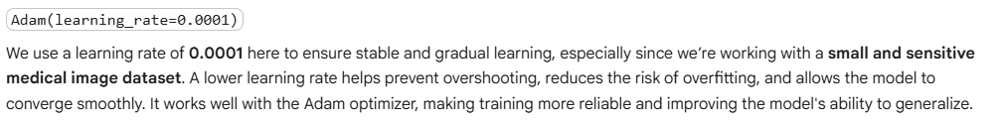 Adam(learning_rate=0.0001)
We use a learning rate of 0.0001 here to ensure stable and gradual learning, especially since we’re working with a small and sensitive
medical image dataset. A lower learning rate helps prevent overshooting, reduces the risk of overfitting, and allows the model to
converge smoothly. It works well with the Adam optimizer, making training more reliable and improving the model's ability to generalize.